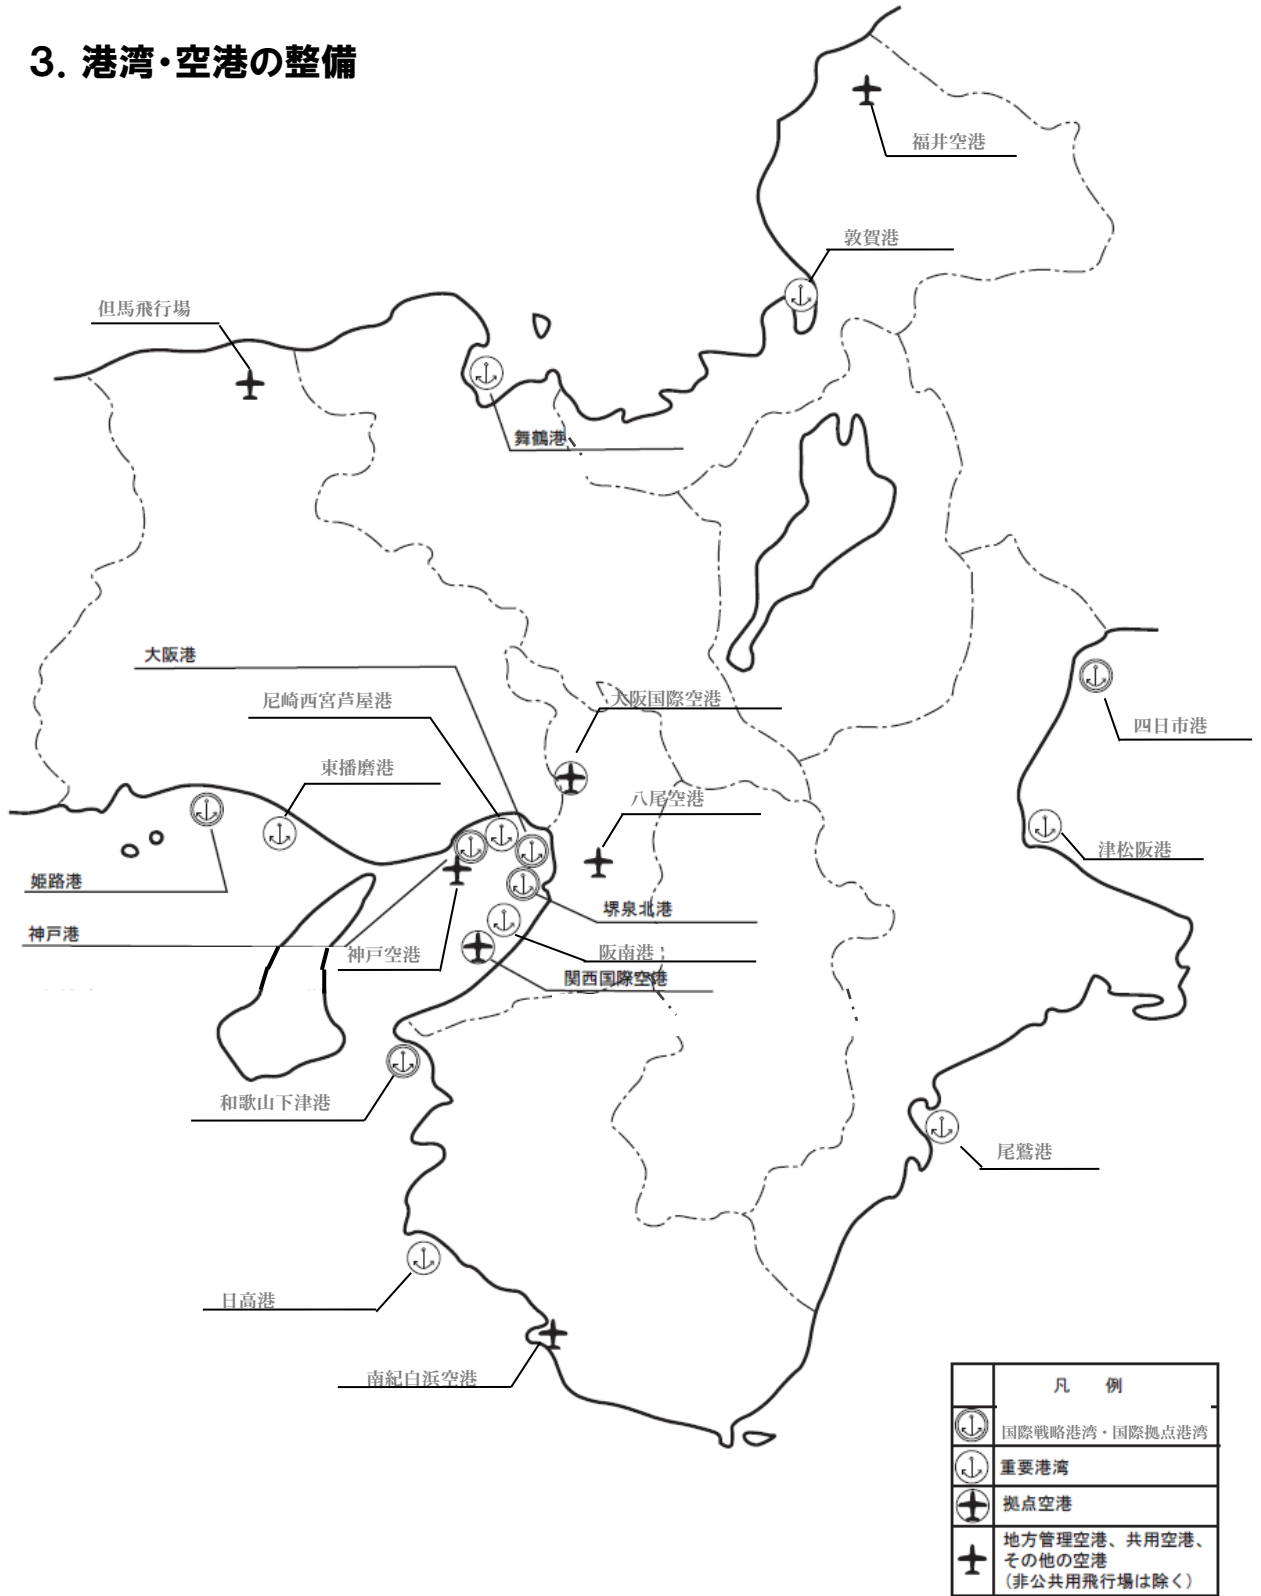 3. 港湾・空港の整備
福井空港
敦賀港
但馬飛行場
舞鶴港
大阪港
尼崎西宮芦屋港
大阪国際空港
四日市港
東播磨港
八尾空港
津松阪港
姫路港
堺泉北港
神戸港
神戸空港
阪南港
関西国際空港
和歌山下津港
尾鷲港
日高港
南紀白浜空港
凡 例
国際戦略港湾・国際拠点港湾
重要港湾
拠点空港
地方管理空港、共用空港、
その他の空港
(非公共用飛行場は除く)